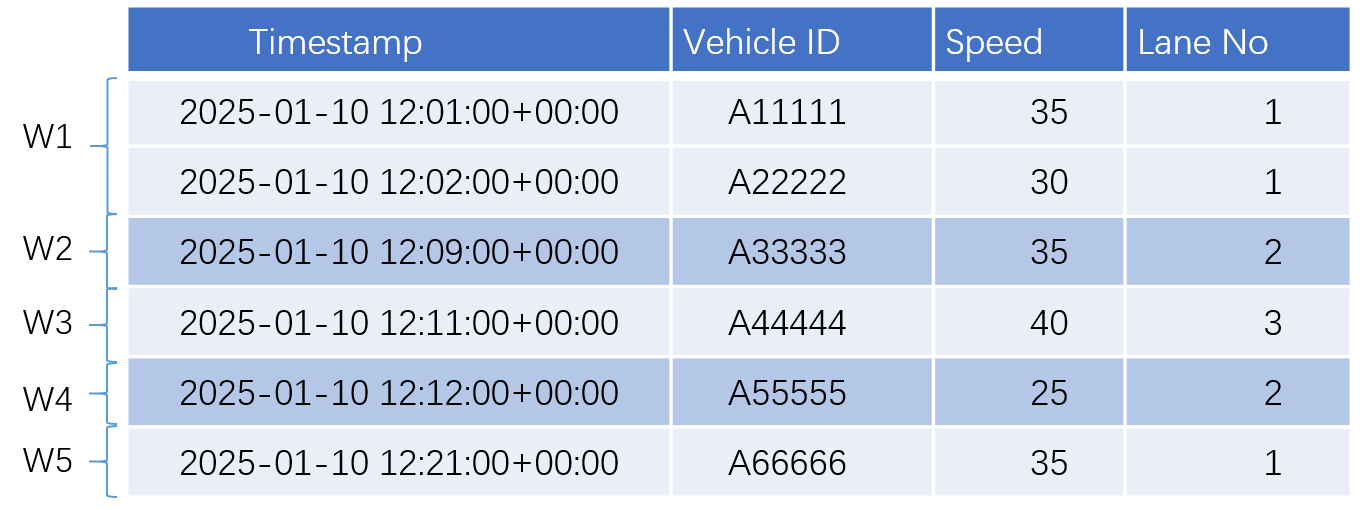 Timestamp Vehicle ID Speed Lane No
W1
2025-01-10 12:01:00+00:00 A11111 35 1
2025-01-10 12:02:00+00:00 A22222 30 1
W2 2025-01-10 12:09:00+00:00 A33333 35 2
W3 2025-01-10 12:11:00+00:00 A44444 40 3
W4 2025-01-10 12:12:00+00:00 A55555 25 2
W5 2025-01-10 12:21:00+00:00 A66666 35 1